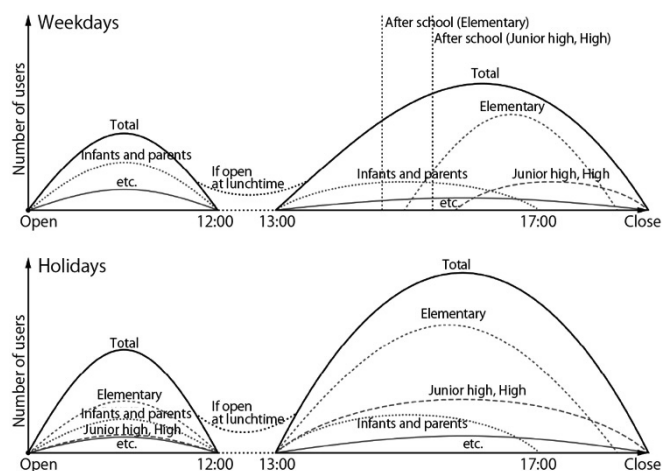 Weekdays
After school (Elementary)
After school (Junior high, High)
Total
Elementary
Total
Infants and parents
If open
at lunchtime
Infants and parents
Junior high, High
etc.
etc.
Number of users
Open
12:00
13:00
17:00
Close
Holidays
Total
Elementary
Total
Elementary
Junior high, High
If open
at lunchtime
Infants and parents
Infants and parents
Junior high, High
etc.
etc.
Number of users
Open
12:00
13:00
17:00
Close